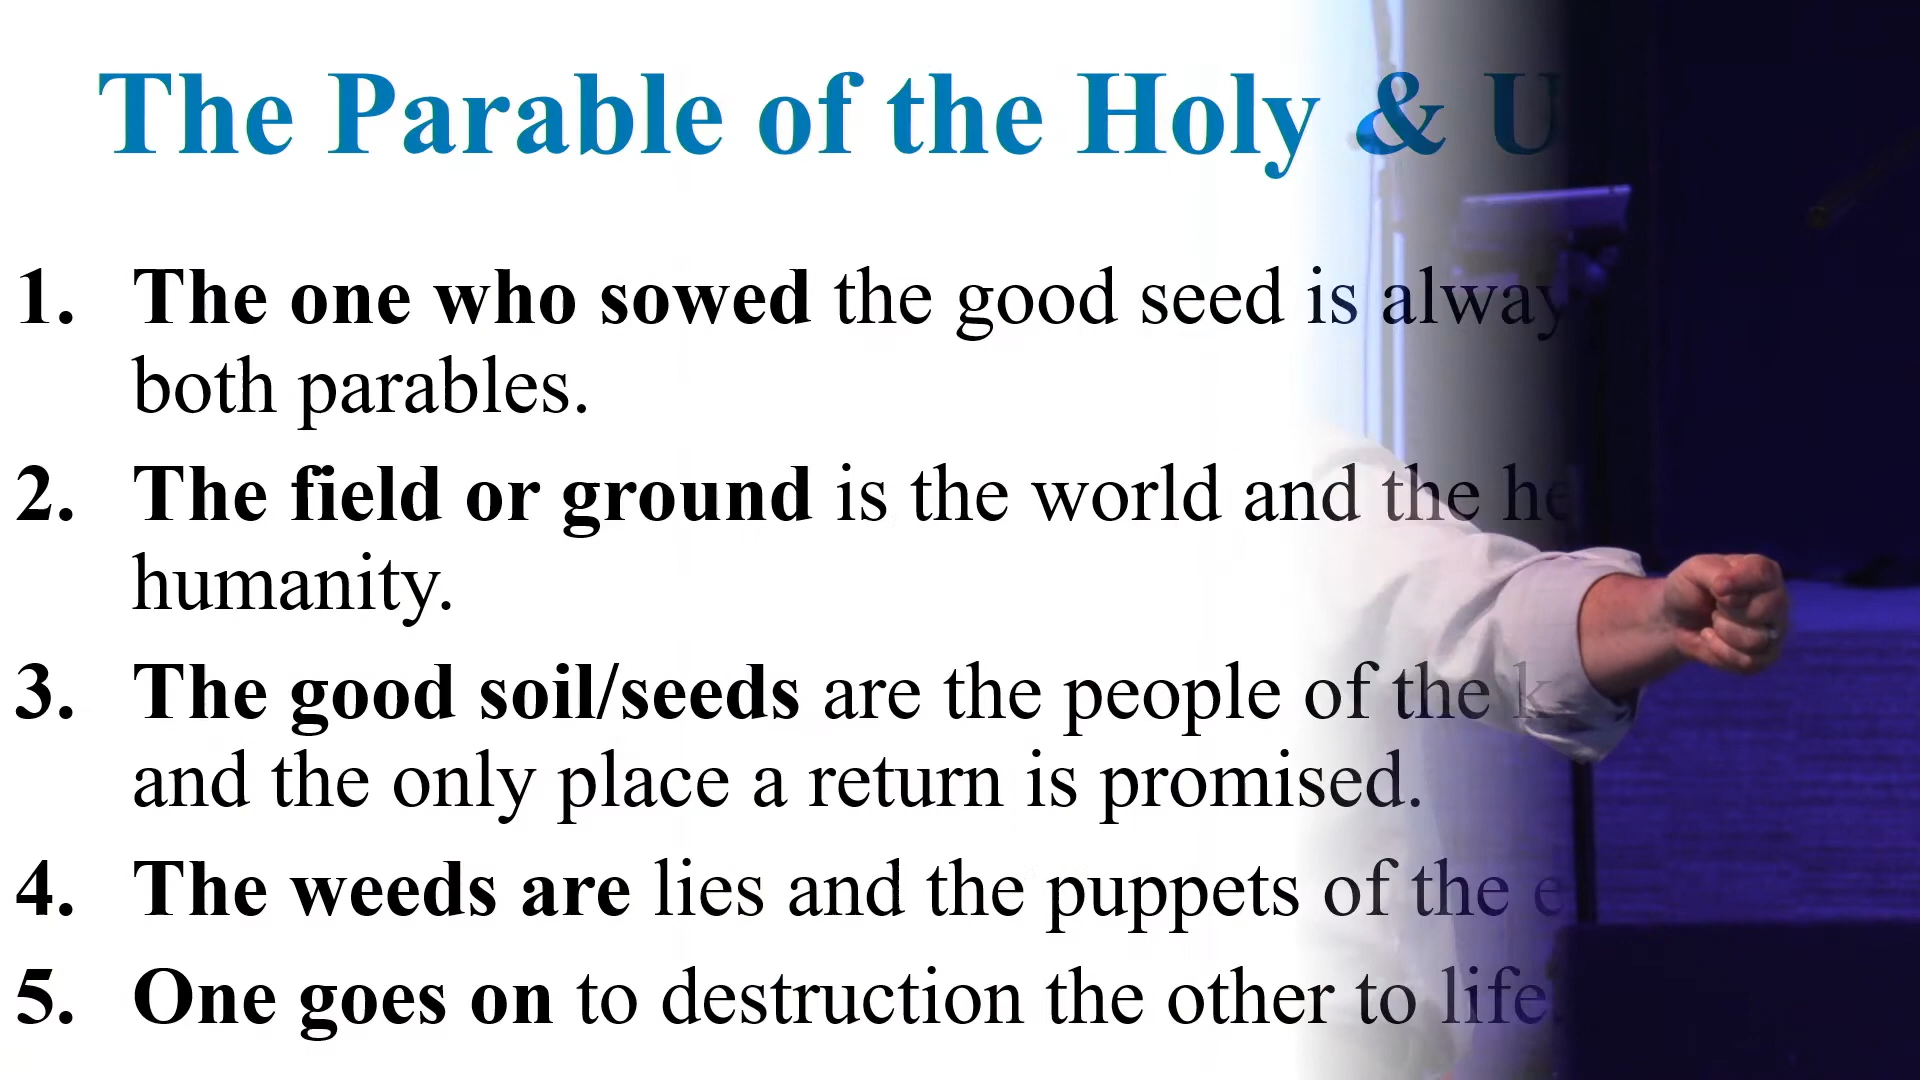 The Parable of the Holy & U
1. The one who sowed the good seed is alway
both parables.
2. The field or ground is the world and the he
humanity.
3. The good soil/seeds are the people of the k
and the only place a return is promised.
4. The weeds are lies and the puppets of the e
5. One goes on to destruction the other to life.